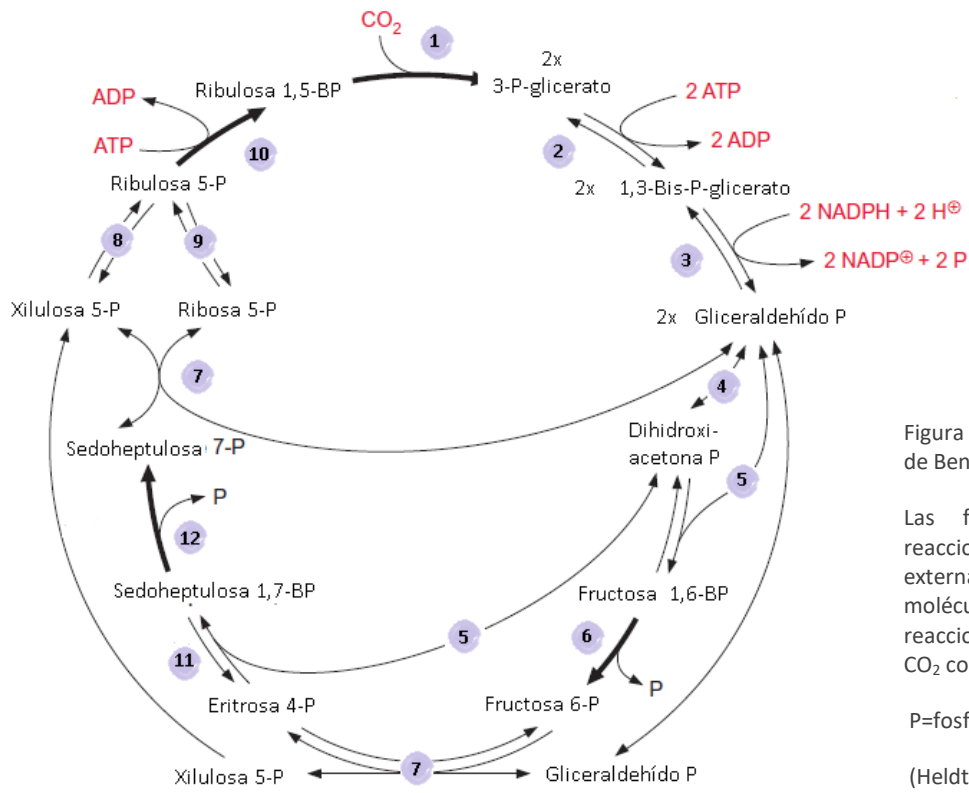 CO2
1
2x
3-P-glicerato
Ribulosa 1,5-BP
ADP
ATP
10
2 ATP
2 ADP
2
Ribulosa 5-P
2x 1,3-Bis-P-glicerato
2 NADPH + 2 H⊕
2 NADP⊕ + 2 P
3
8
9
Xilulosa 5-P
Ribosa 5-P
2x Gliceraldehído P
7
4
Dihidroxi-
acetona P
Sedoheptulosa 7-P
P
5
12
Sedoheptulosa 1,7-BP
Fructosa 1,6-BP
5
6
11
P
Eritrosa 4-P
Fructosa 6-P
7
Xilulosa 5-P
Gliceraldehído P
Figura
de Ben
Las f
reaccio
externa
molécu
reaccio
CO2 co
P=fosf
(Heldt